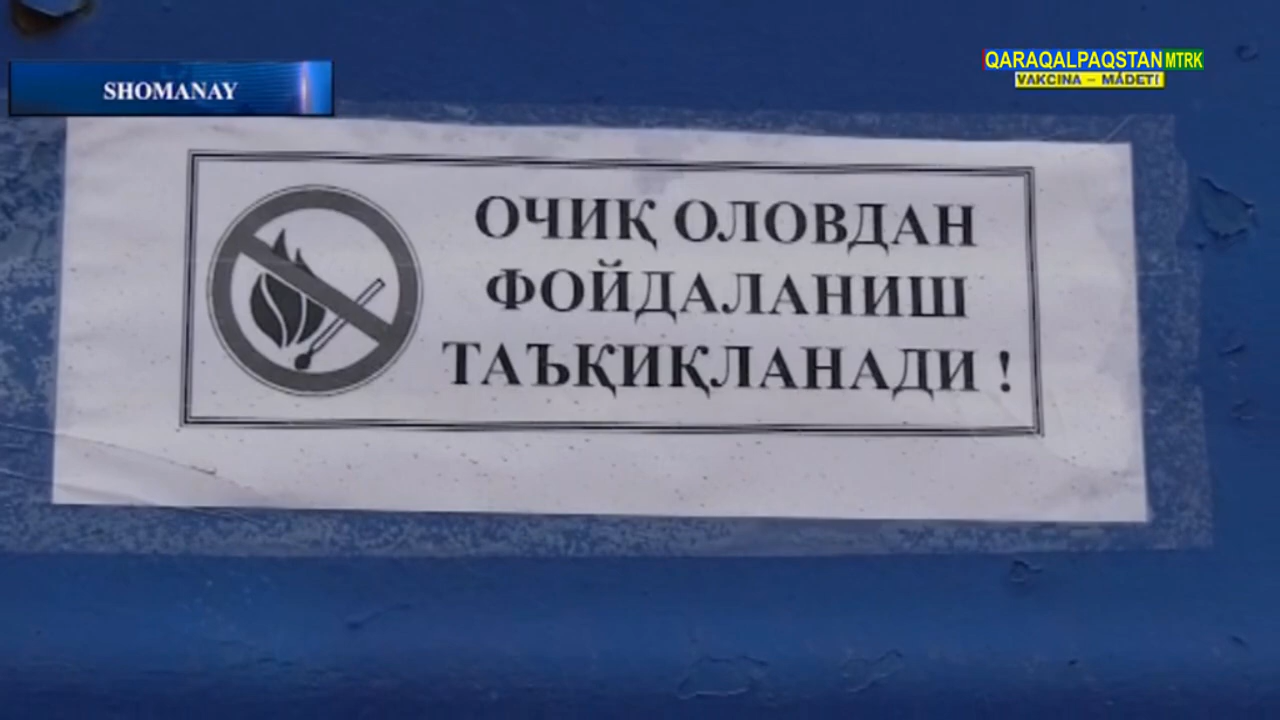 SHOMANAY
QARAQALPAQSTAN MTRK
VAKCINA – MÁDETI
ОЧИҚ ОЛОВДАН
ФОЙДАЛАНИШ
ТАЪҚИҚЛАНАДИ !